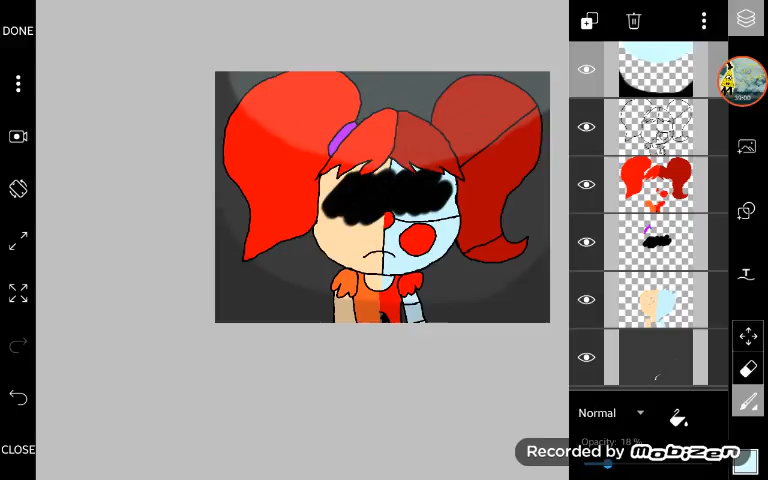 DONE
T
Normal
Opacity: 18 %
Recorded by MOBIZEN
CLOSE